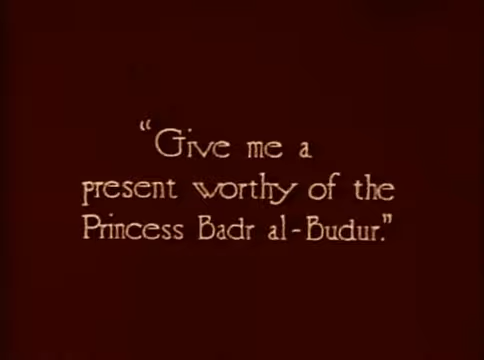 “Give me a
present worthy of the
Princess Badr al-Budur.”